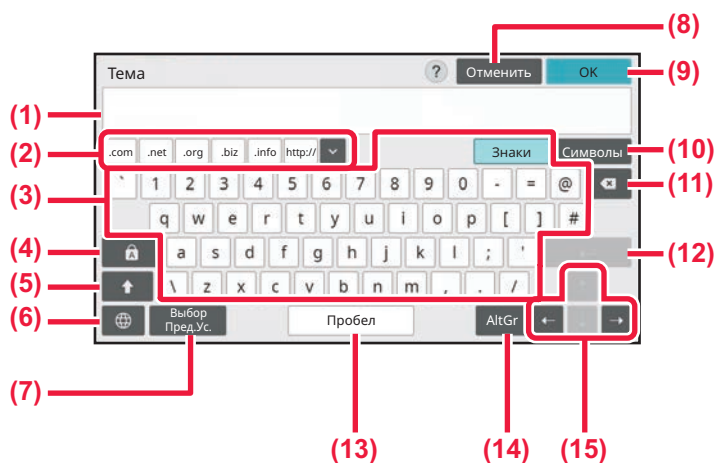 (8)
Тема ? Отменить OK (9)
(1)
(2) .com .net .org .biz .info http:// Знаки Символы (10)
(3) ` 1 2 3 4 5 6 7 8 9 0 - = @ (11)
q w e r t y u i o p [ ] #
(4) A a s d f g h j k l ; ' (12)
(5) \ z x c v b n m , . /
(6) Выбор
Пред.Ус. Пробел AltGr ← →
(7)
(13) (14) (15)